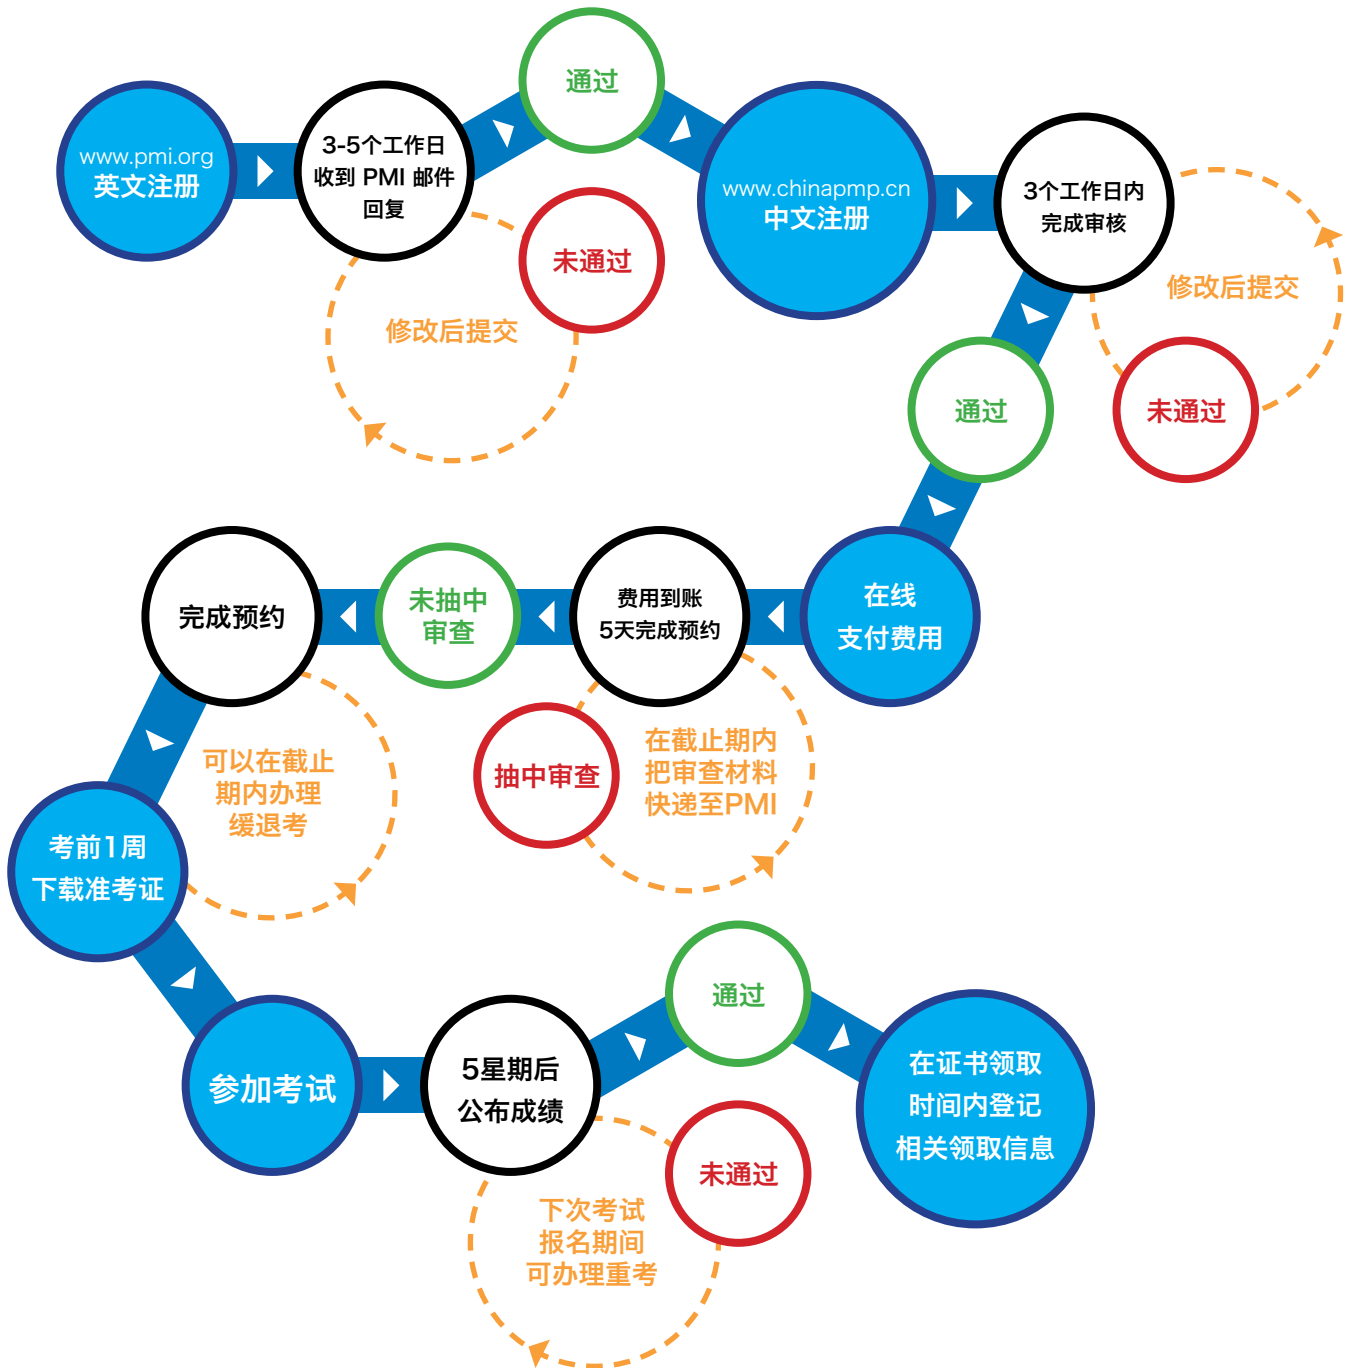 www.pmi.org
英文注册
3-5个工作日
收到 PMI 邮件
回复
通过
未通过
修改后提交
www.chinapmp.cn
中文注册
3个工作日内
完成审核
修改后提交
通过
未通过
在线
支付费用
费用到账
5天完成预约
未抽中
审查
抽中审查
在截止期内
把审查材料
快递至PMI
完成预约
可以在截止
期内办理
缓退考
考前1周
下载准考证
参加考试
5星期后
公布成绩
通过
未通过
下次考试
报名期间
可办理重考
在证书领取
时间内登记
相关领取信息